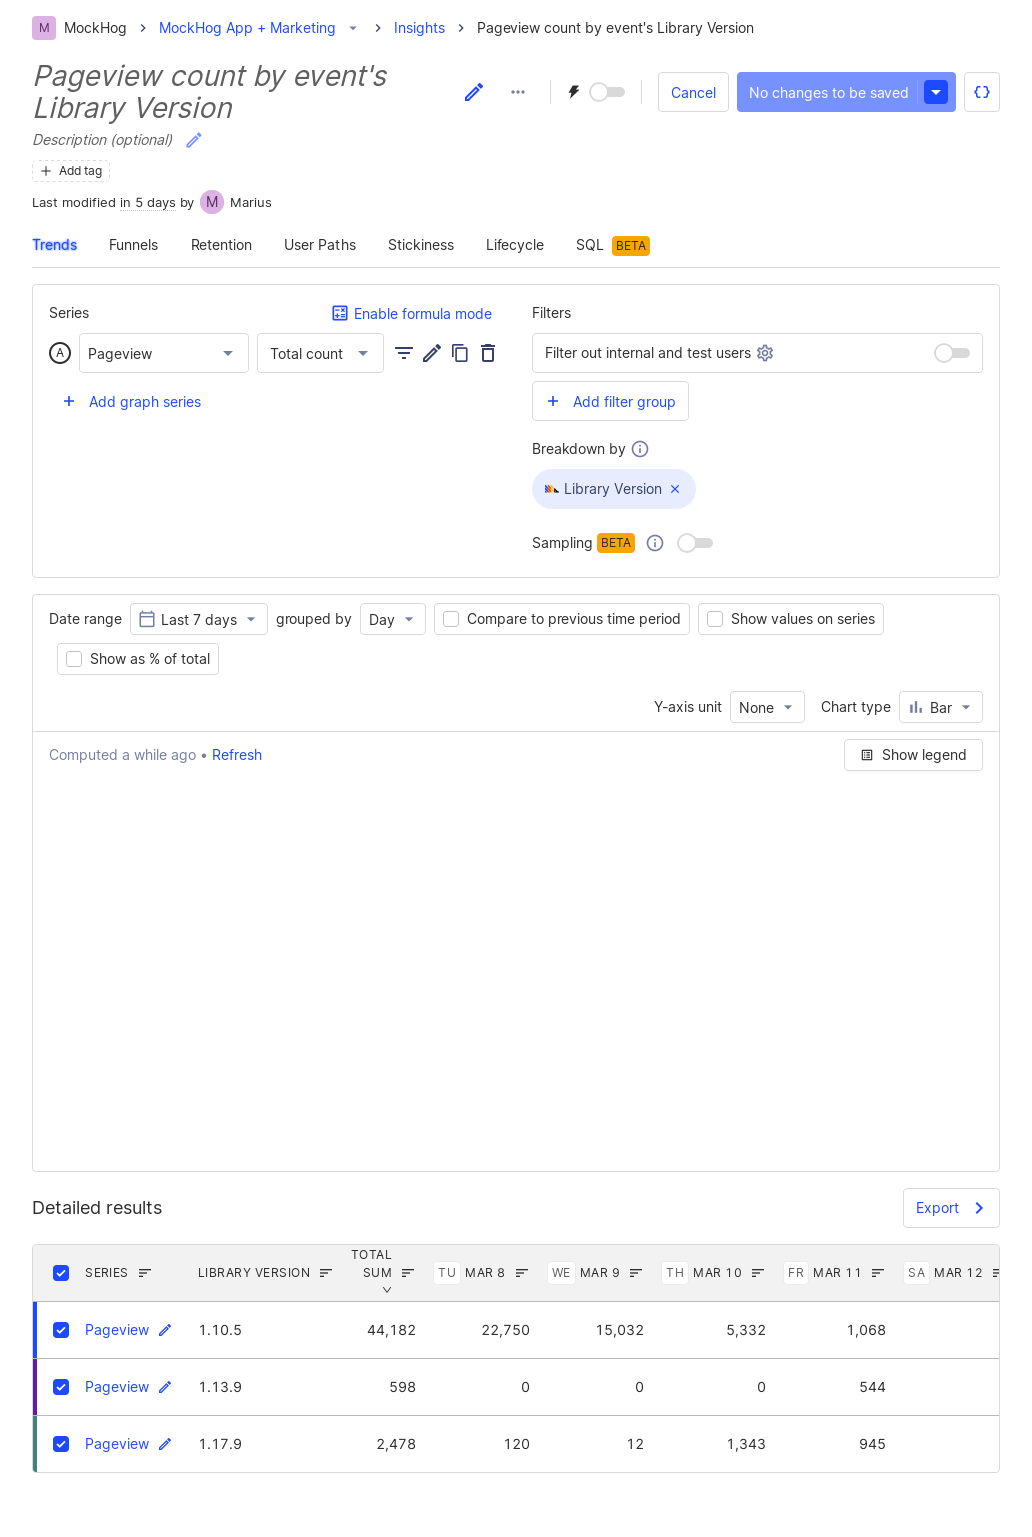 M MockHog > MockHog App + Marketing > Insights > Pageview count by event's Library Version
Pageview count by event's
Library Version
Cancel No changes to be saved
Description (optional)
Add tag
Last modified in 5 days by M Marius
Trends Funnels Retention User Paths Stickiness Lifecycle SQL BETA
Series Enable formula mode
A Pageview Total count
Add graph series
Filters
Filter out internal and test users
Add filter group
Breakdown by
Library Version
Sampling BETA
Date range Last 7 days grouped by Day Compare to previous time period Show values on series
Show as % of total
Y-axis unit None Chart type Bar
Computed a while ago • Refresh Show legend
Detailed results Export
SERIES LIBRARY VERSION TOTAL SUM TU MAR 8 WE MAR 9 TH MAR 10 FR MAR 11 SA MAR 12
Pageview 1.10.5 44,182 22,750 15,032 5,332 1,068
Pageview 1.13.9 598 0 0 0 544
Pageview 1.17.9 2,478 120 12 1,343 945